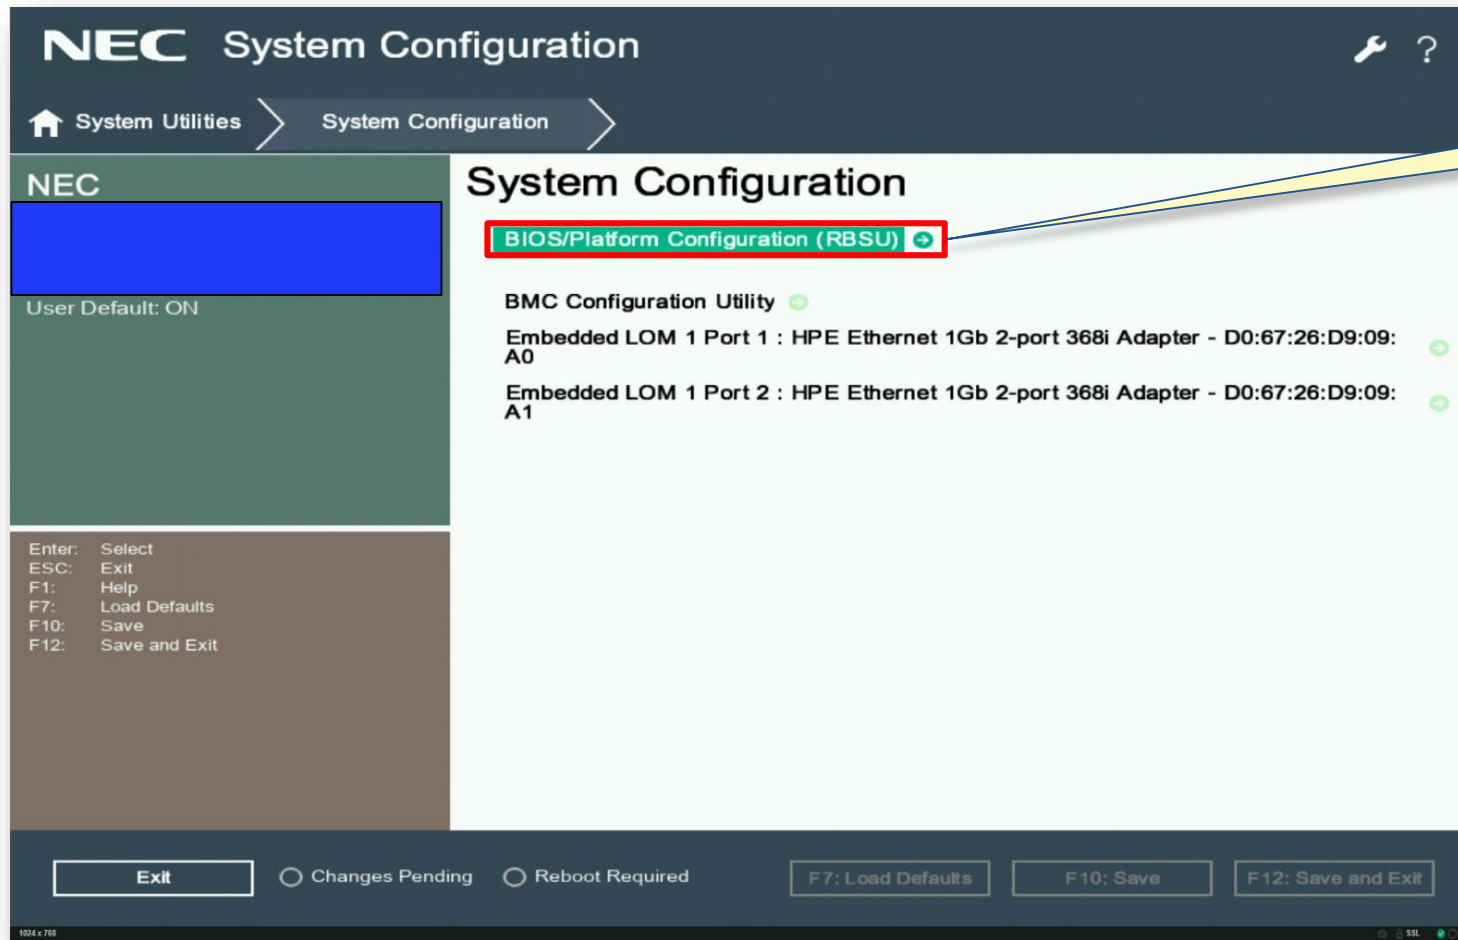 NEC System Configuration
?
System Utilities
System Configuration
NEC
User Default: ON
Enter: Select
ESC: Exit
F1: Help
F7: Load Defaults
F10: Save
F12: Save and Exit
System Configuration
BIOS/Platform Configuration (RBSU)
BMC Configuration Utility
Embedded LOM 1 Port 1 : HPE Ethernet 1Gb 2-port 368i Adapter - D0:67:26:D9:09:
A0
Embedded LOM 1 Port 2 : HPE Ethernet 1Gb 2-port 368i Adapter - D0:67:26:D9:09:
A1
Exit
Changes Pending
Reboot Required
F7: Load Defaults
F10: Save
F12: Save and Exit
1024 x 768
SSL